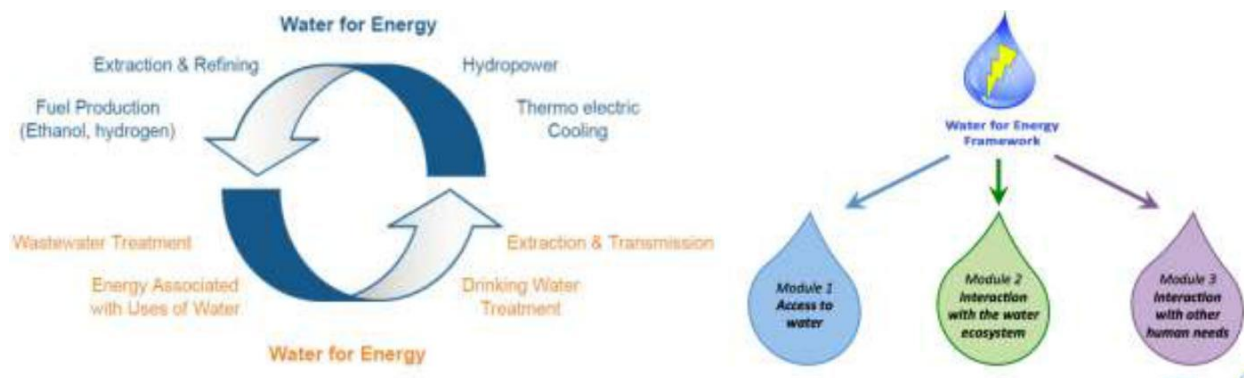 Water for Energy
Extraction & Refining
Hydropower
Fuel Production
(Ethanol, hydrogen)
Thermo electric
Cooling
Wastewater Treatment
Extraction & Transmission
Energy Associated
with Uses of Water
Drinking Water
Treatment
Water for Energy
Water for Energy
Framework
Module 1
Access to
water
Module 2
Interaction
with the water
ecosystem
Module 3
Interaction
with other
human needs